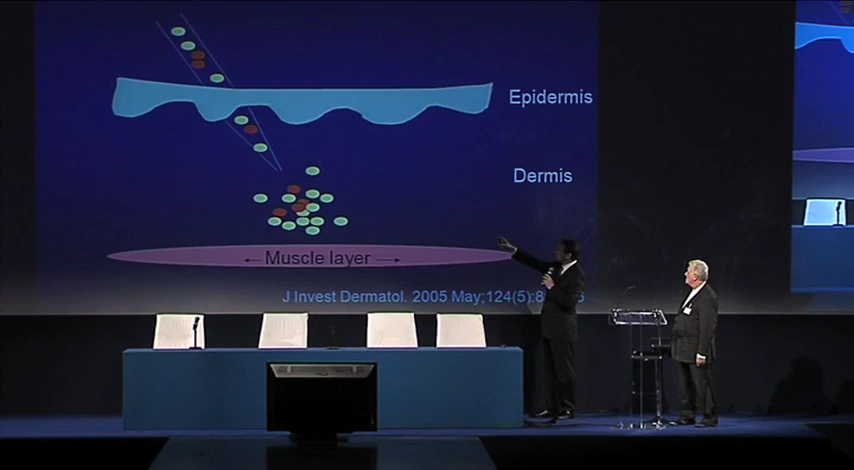 Epidermis
Dermis
Muscle layer
J Invest Dermatol. 2005 May;124(5):8